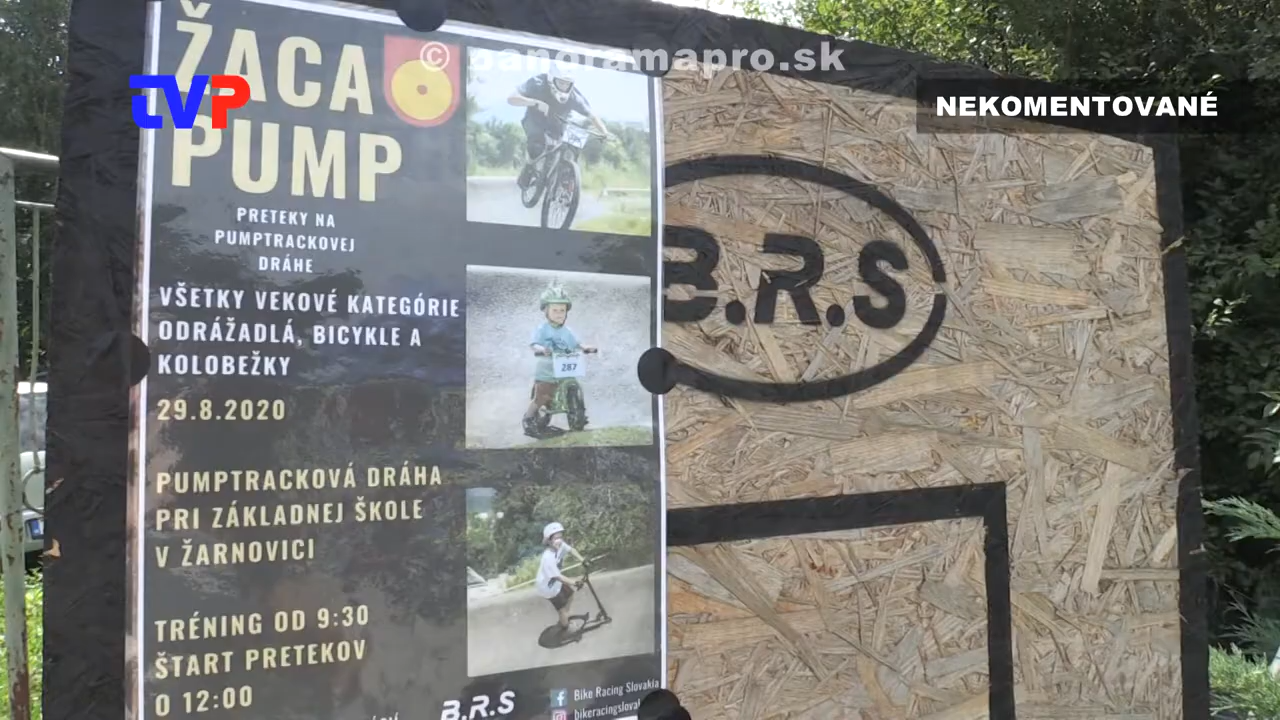 © panoramapro.sk
TVP
NEKOMENTOVANÉ
ŽACA
PUMP
PRETEKY NA
PUMPTRACKOVEJ
DRÁHE
VŠETKY VEKOVÉ KATEGÓRIE
ODRÁŽADLÁ, BICYKLE A
KOLOBEŽKY
29.8.2020
PUMPTRACKOVÁ DRÁHA
PRI ZÁKLADNEJ ŠKOLE
V ŽARNOVICI
TRÉNING OD 9:30
ŠTART PRETEKOV
O 12:00
287
B.R.S
Bike Racing Slovakia
B.R.S